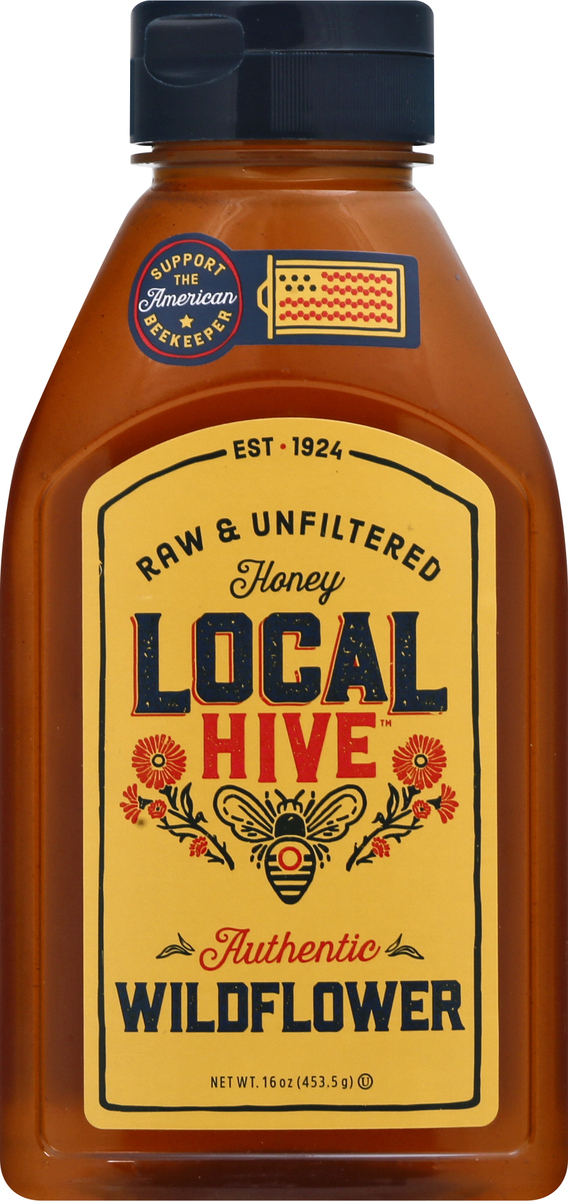 SUPPORT
THE
American
BEEKEEPER
EST • 1924
RAW & UNFILTERED
Honey
LOCAL
HIVE™
Authentic
WILDFLOWER
NET WT. 16 oz (453.5 g) Ⓤ